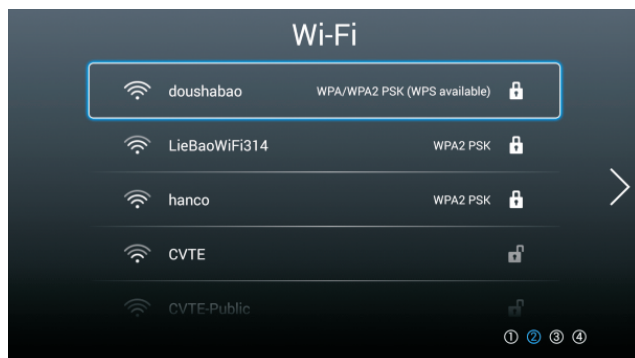 Wi-Fi
doushabao WPA/WPA2 PSK (WPS available)
LieBaoWiFi314 WPA2 PSK
hanco WPA2 PSK
CVTE
CVTE-Public
① ② ③ ④